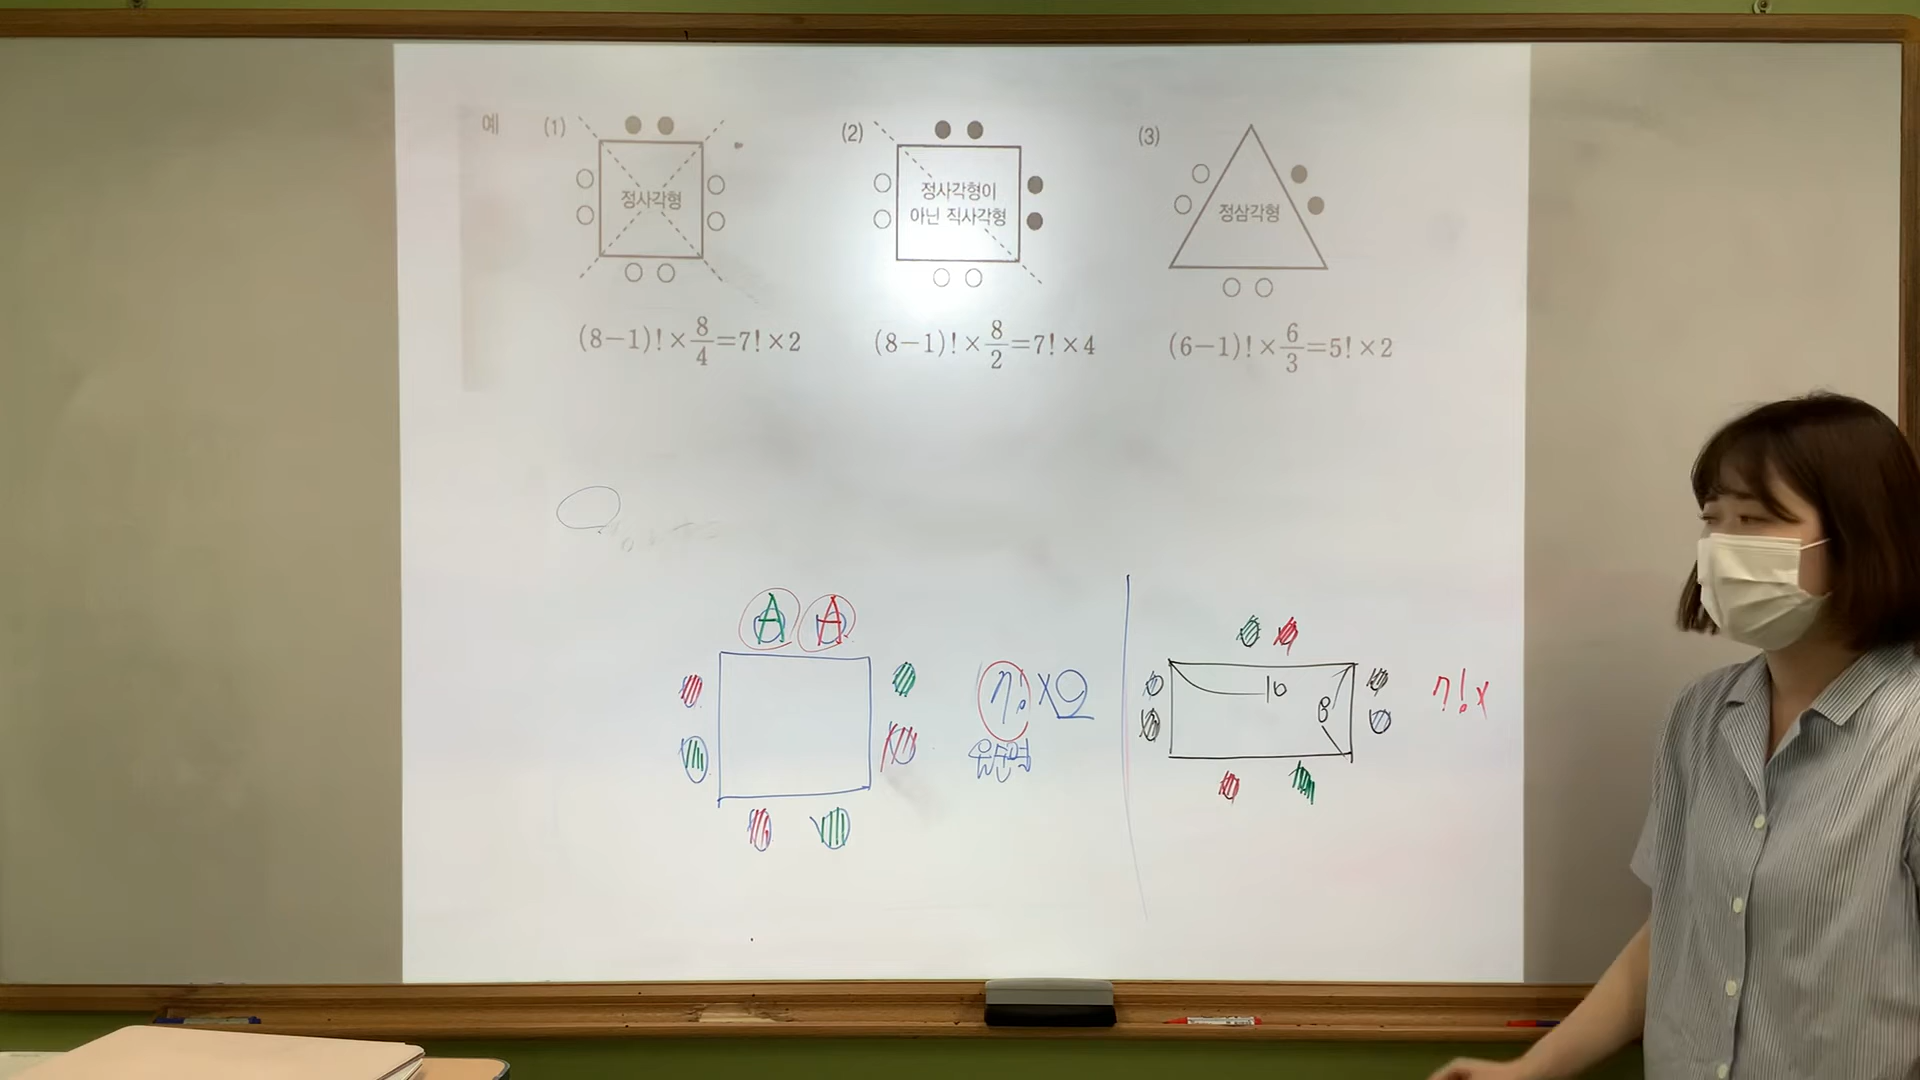 예 (1) (2) (3)
정사각형
정사각형이
아닌 직사각형
정삼각형
(8−1)!×8/4=7!×2
(8−1)!×8/2=7!×4
(6−1)!×6/3=5!×2
A A
7!×
10
8
7!×